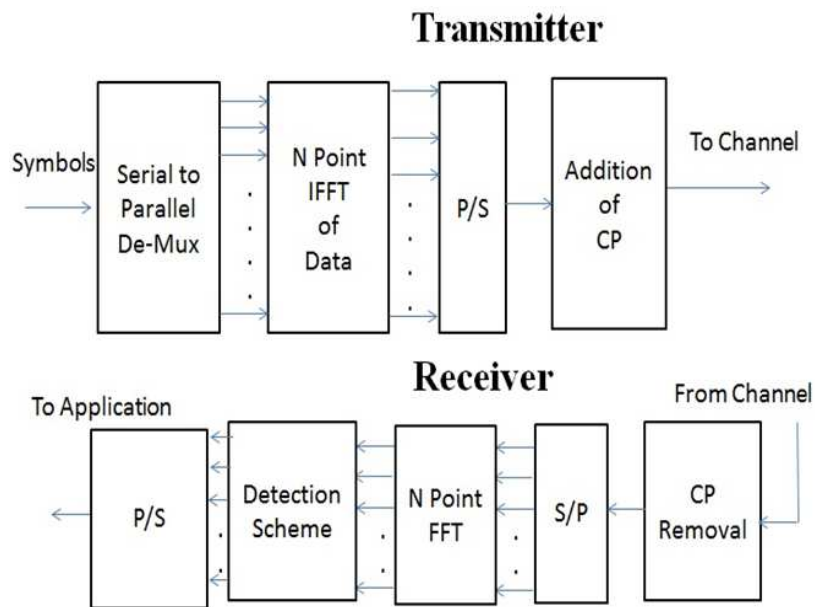 Transmitter
Symbols
Serial to
Parallel
De-Mux
N Point
IFFT
of
Data
P/S
Addition
of
CP
To Channel
Receiver
To Application
From Channel
P/S
Detection
Scheme
N Point
FFT
S/P
CP
Removal